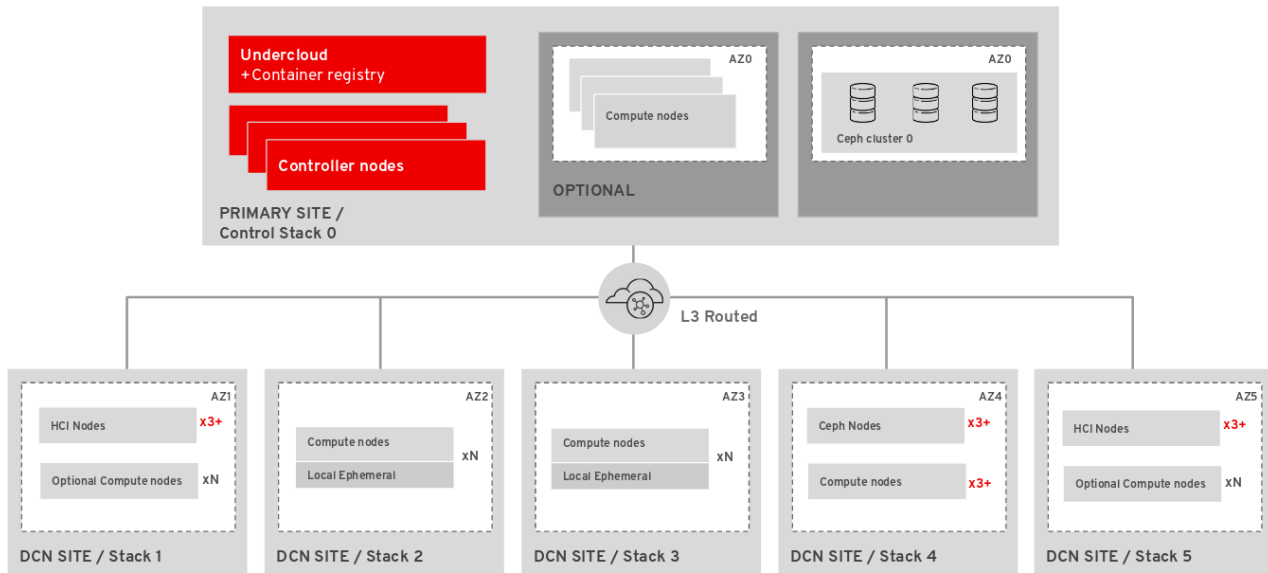 Undercloud
+Container registry
Controller nodes
PRIMARY SITE /
Control Stack 0
AZ0
Compute nodes
OPTIONAL
AZ0
Ceph cluster 0
L3 Routed
AZ1
HCI Nodes
x3+
Optional Compute nodes
xN
DCN SITE / Stack 1
AZ2
Compute nodes
Local Ephemeral
xN
DCN SITE / Stack 2
AZ3
Compute nodes
Local Ephemeral
xN
DCN SITE / Stack 3
AZ4
Ceph Nodes
x3+
Compute nodes
x3+
DCN SITE / Stack 4
AZ5
HCI Nodes
x3+
Optional Compute nodes
xN
DCN SITE / Stack 5